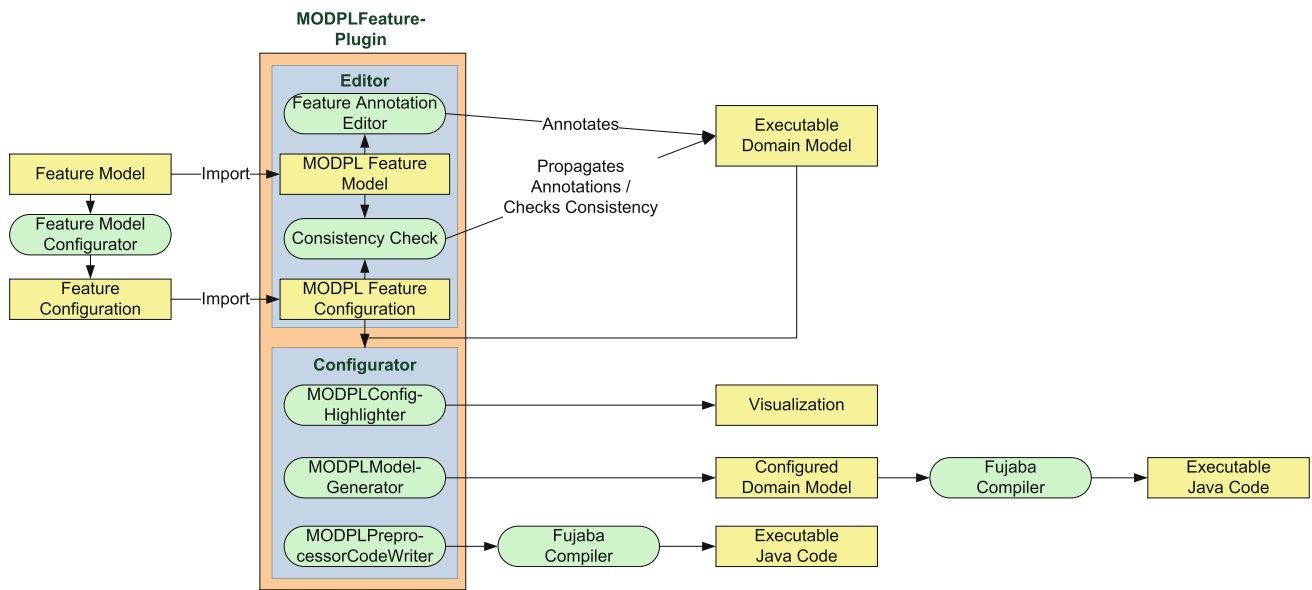 MODPLFeature-
Plugin
Editor
Feature Annotation
Editor
Annotates
Executable
Domain Model
Feature Model
Import
MODPL Feature
Model
Propagates
Annotations /
Checks Consistency
Feature Model
Configurator
Consistency Check
Feature
Configuration
Import
MODPL Feature
Configuration
Configurator
MODPLConfig-
Highlighter
Visualization
MODPLModel-
Generator
Configured
Domain Model
Fujaba
Compiler
Executable
Java Code
MODPLPrepro-
cessorCodeWriter
Fujaba
Compiler
Executable
Java Code